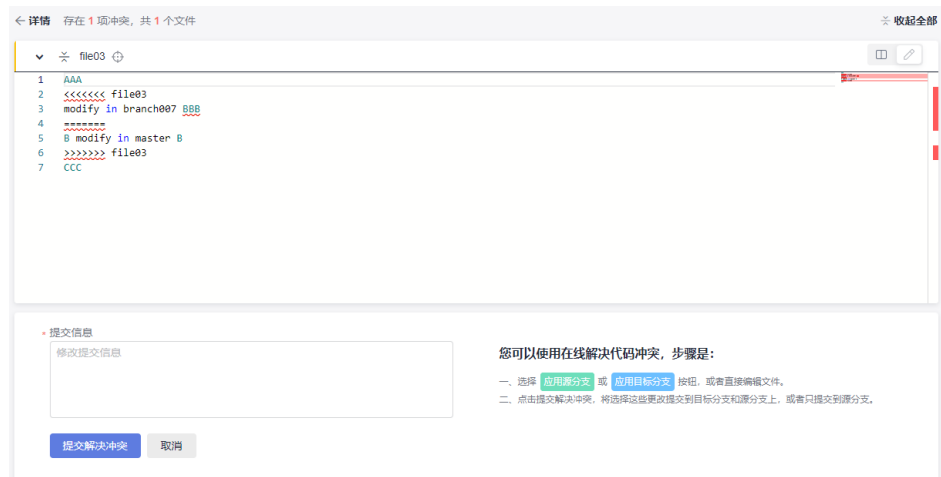 详情 存在 1 项冲突，共 1 个文件 收起全部
file03
1 AAA
2 <<<<<<< file03
3 modify in branch007 BBB
4 =======
5 B modify in master B
6 >>>>>>> file03
7 CCC
* 提交信息
修改提交信息
提交解决冲突 取消
您可以使用在线解决代码冲突，步骤是：
一、选择 应用源分支 或 应用目标分支 按钮，或者直接编辑文件。
二、点击提交解决冲突，将选择这些更改提交到目标分支和源分支上，或者只提交到源分支。